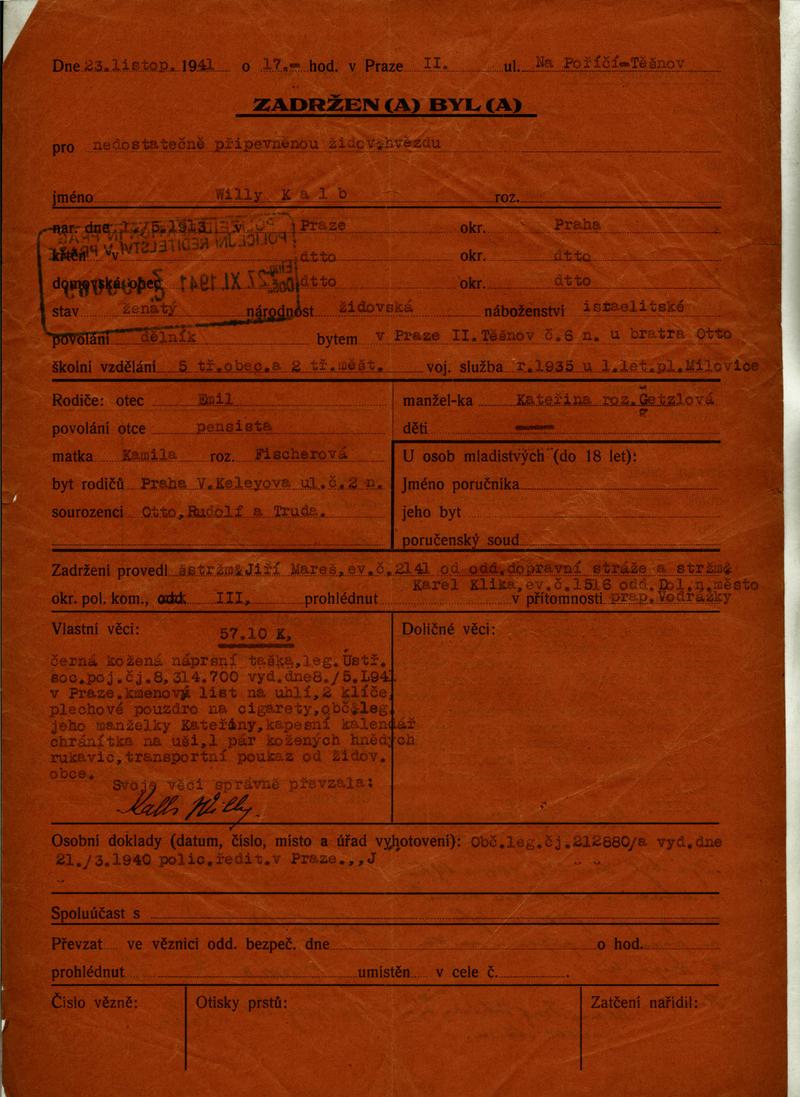 Dne 23.listop. 1941 o 17.- hod. v Praze II. ul. Na Poříčí-Těšnov
ZADRŽEN (A) BYL (A)
pro nedostatečně připevněnou židov.hvězdu
jméno Willy K a l b roz.
nar. dne 1./5.1913 v Praze okr. Praha
křtěn v dtto okr. dtto
domovská obec dtto okr. dtto
stav ženatý národnost židovská náboženství israelitské
povolání dělník bytem v Praze II.Těšnov č.6 n. u bratra Otto
školní vzdělání 5 tř.obec.a 2 tř.měšt. voj. služba r.1935 u 1.let.pl.Milovice
Rodiče: otec Emil manžel-ka Kateřina roz.Getzlová
povolání otce pensista děti
matka Kamila roz. Fischerová U osob mladistvých (do 18 let):
byt rodičů Praha V.Keleyova ul.č.2 n. Jméno poručníka
sourozenci Otto,Rudolf a Truda. jeho byt
poručenský soud
Zadržení provedl Jiří Mareš,ev.č.2141 od odd.dopravní stráže a stržm.
Karel Klika,ev.č.1516 odd. Dol.n.město
okr. pol. kom., III, prohlédnut v přítomnosti prap.Vodrážky
Vlastní věci: 57.10 K, Doličné věci:
černá kožená náprsní taška,leg.Ústř.
soc.poj.čj.8,314.700 vyd.dne8./5.1941
v Praze.kmenový list na uhlí,2 klíče,
plechové pouzdro na cigarety,obč.leg.
jeho manželky Kateřiny,kapesní kalendář
chránítka na uši,1 pár kožených hnědých
rukavic,transportní poukaz od židov.
obce.
Svoje věci správně převzala:
Kalb Willy.
Osobní doklady (datum, číslo, místo a úřad vyhotovení): Obč.leg.čj.212880/a vyd.dne
21./3.1940 polic.ředit.v Praze.,,J
Spoluúčast s
Převzat ve věznici odd. bezpeč. dne o hod.
prohlédnut umístěn v cele č. .
Číslo vězně: Otisky prstů: Zatčení nařídil: